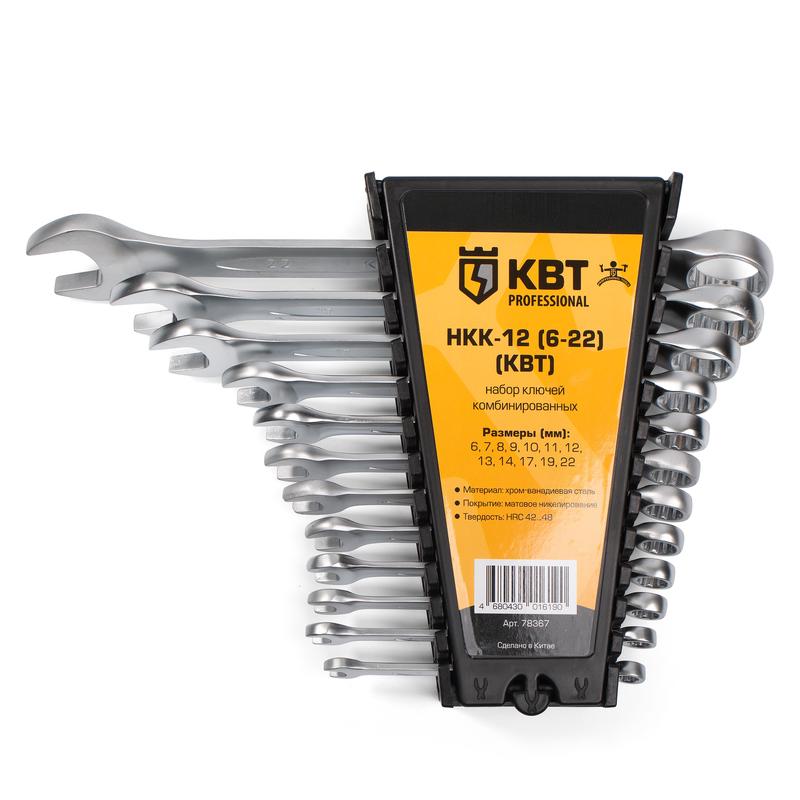 КВТ
PROFESSIONAL
НКК-12 (6-22)
(КВТ)
набор ключей
комбинированных
Размеры (мм):
6, 7, 8, 9, 10, 11, 12,
13, 14, 17, 19, 22
• Материал: хром-ванадиевая сталь
• Покрытие: матовое никелирование
• Твердость: HRC 42...48
4 680430 016190
Арт. 78367
Сделано в Китае
22